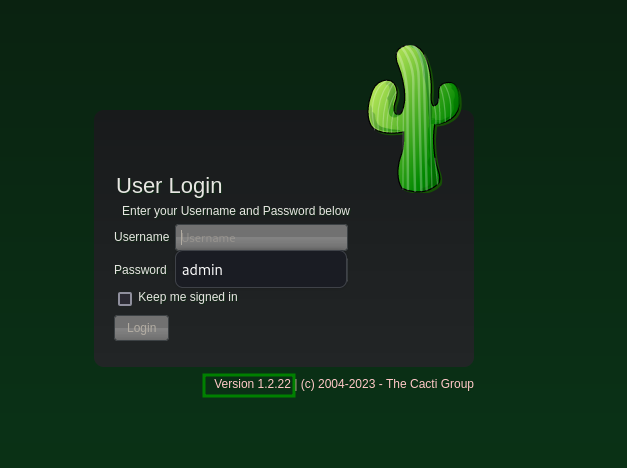 User Login
Enter your Username and Password below
Username Username
Password admin
Keep me signed in
Login
Version 1.2.22 | (c) 2004-2023 - The Cacti Group